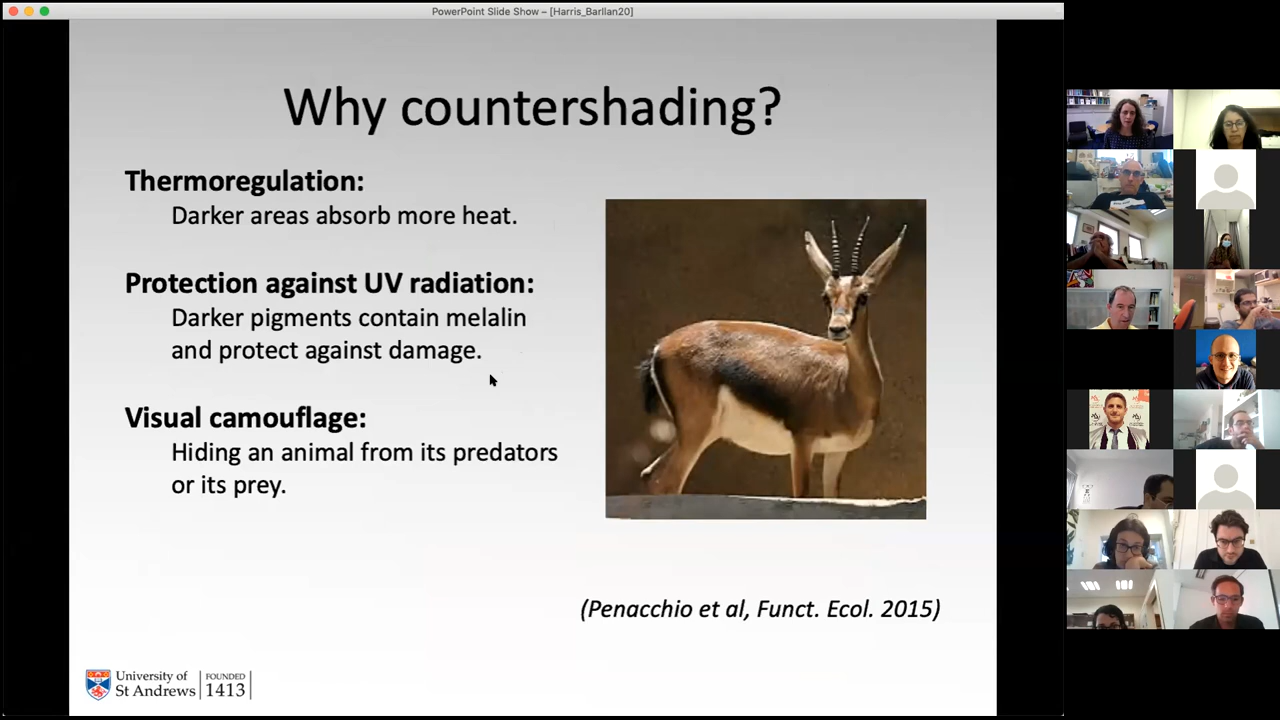 PowerPoint Slide Show – [Harris_BarIlan20]
Why countershading?
Thermoregulation:
Darker areas absorb more heat.
Protection against UV radiation:
Darker pigments contain melalin
and protect against damage.
Visual camouflage:
Hiding an animal from its predators
or its prey.
(Penacchio et al, Funct. Ecol. 2015)
University of
St Andrews
FOUNDED
1413